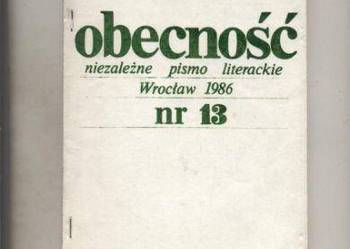 obecność
niezależne pismo literackie
Wrocław 1986
nr 13